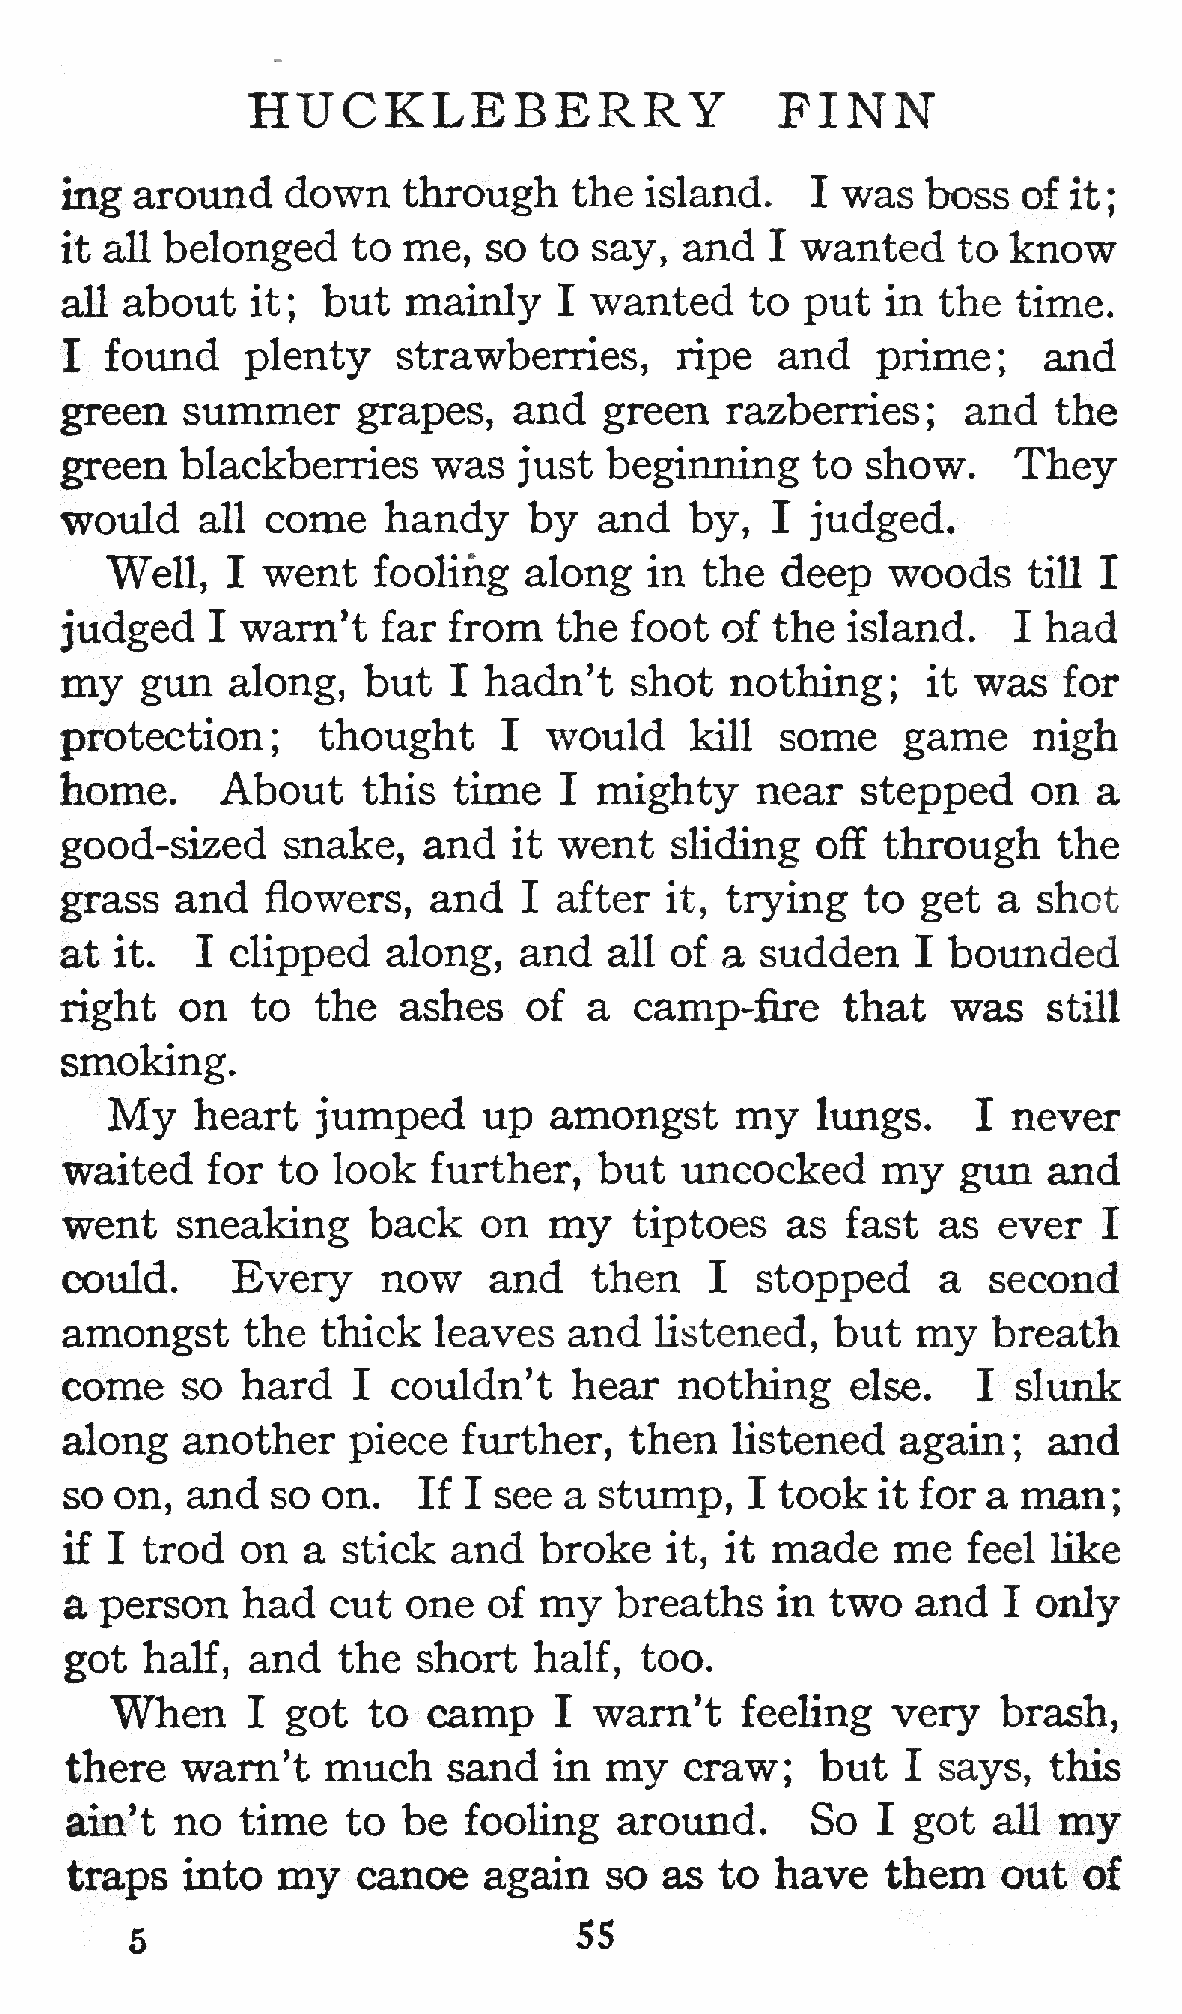 HUCKLEBERRY FINN
ing around down through the island. I was boss of it;
it all belonged to me, so to say, and I wanted to know
all about it; but mainly I wanted to put in the time.
I found plenty strawberries, ripe and prime; and
green summer grapes, and green razberries; and the
green blackberries was just beginning to show. They
would all come handy by and by, I judged.
Well, I went fooling along in the deep woods till I
judged I warn't far from the foot of the island. I had
my gun along, but I hadn't shot nothing; it was for
protection; thought I would kill some game nigh
home. About this time I mighty near stepped on a
good-sized snake, and it went sliding off through the
grass and flowers, and I after it, trying to get a shot
at it. I clipped along, and all of a sudden I bounded
right on to the ashes of a camp-fire that was still
smoking.
My heart jumped up amongst my lungs. I never
waited for to look further, but uncocked my gun and
went sneaking back on my tiptoes as fast as ever I
could. Every now and then I stopped a second
amongst the thick leaves and listened, but my breath
come so hard I couldn't hear nothing else. I slunk
along another piece further, then listened again; and
so on, and so on. If I see a stump, I took it for a man;
if I trod on a stick and broke it, it made me feel like
a person had cut one of my breaths in two and I only
got half, and the short half, too.
When I got to camp I warn't feeling very brash,
there warn't much sand in my craw; but I says, this
ain't no time to be fooling around. So I got all my
traps into my canoe again so as to have them out of
5 55